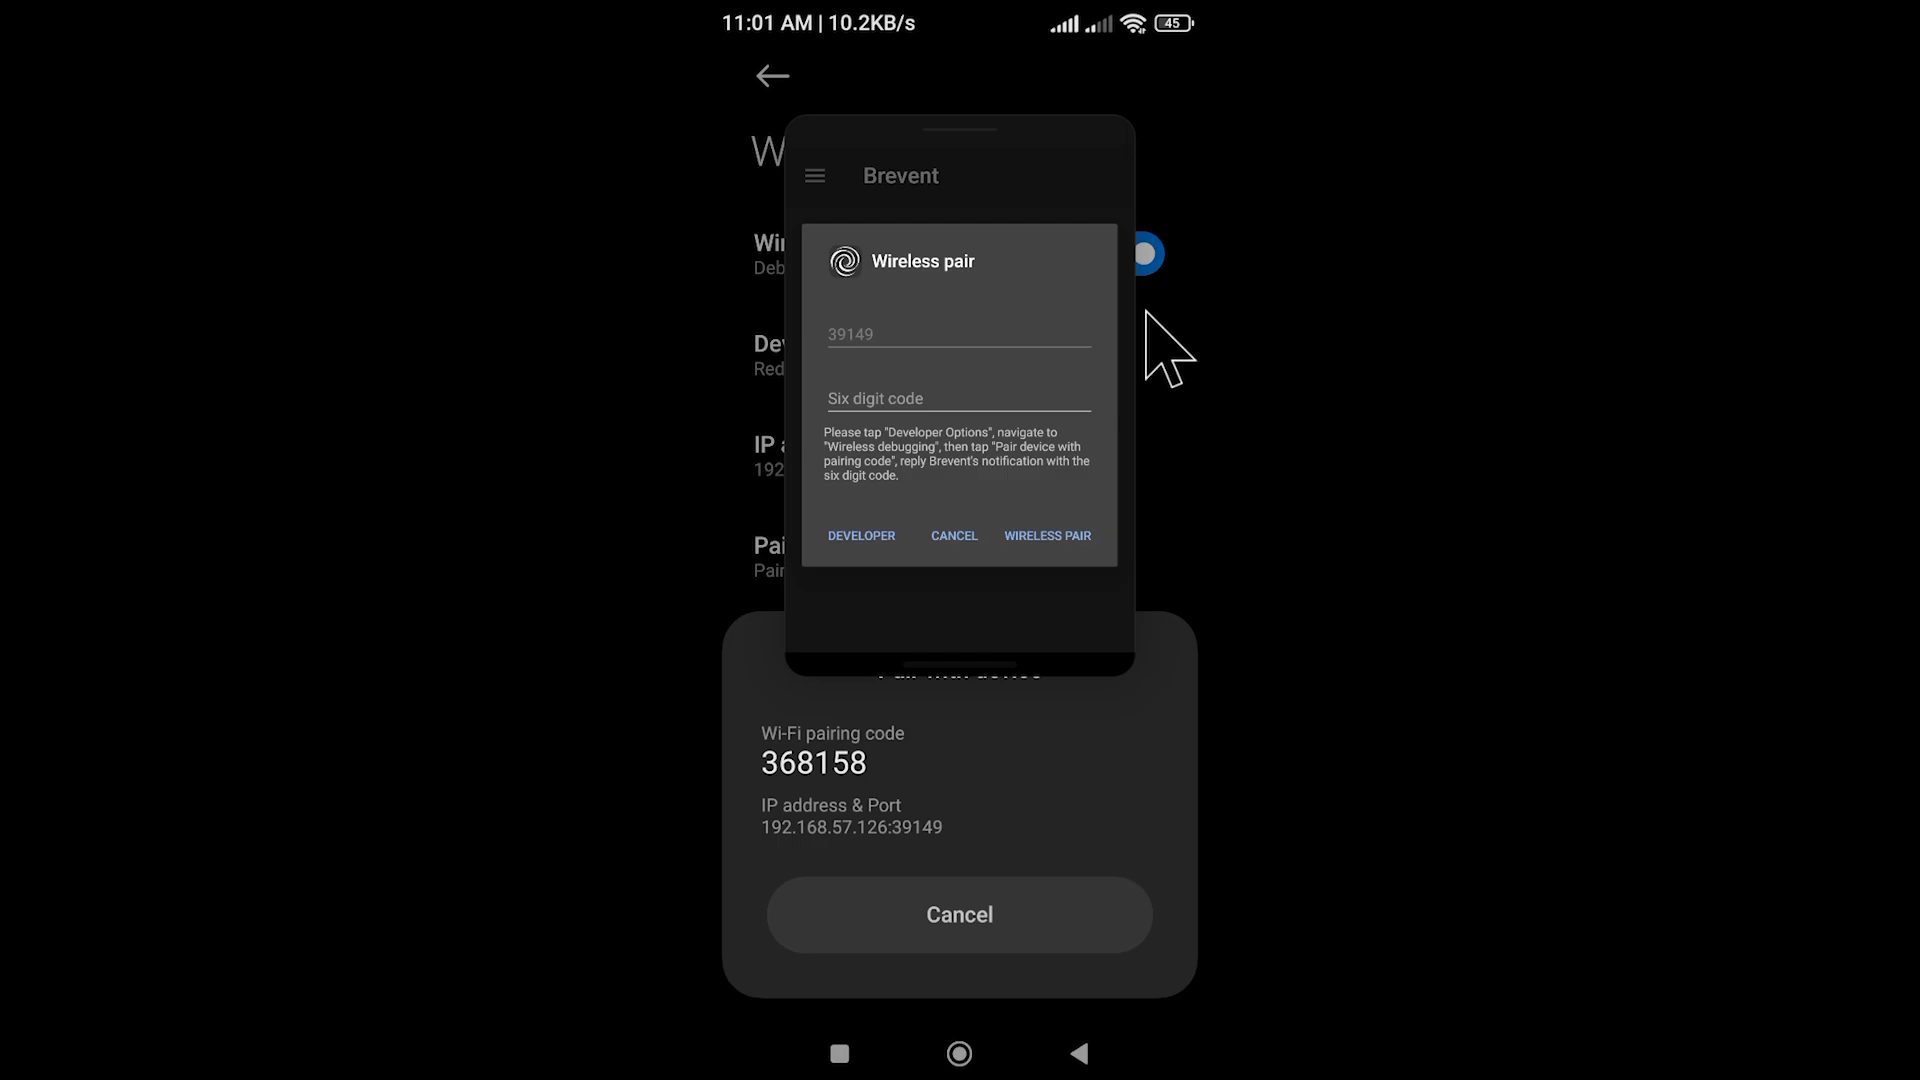 11:01 AM | 10.2KB/s
45
W
Brevent
Wir
Deb
Wireless pair
39149
Dev
Red
Six digit code
Please tap "Developer Options", navigate to
"Wireless debugging", then tap "Pair device with
pairing code", reply Brevent's notification with the
six digit code.
IP a
192
DEVELOPER
CANCEL
WIRELESS PAIR
Pai
Pair
Pair with device
Wi-Fi pairing code
368158
IP address & Port
192.168.57.126:39149
Cancel